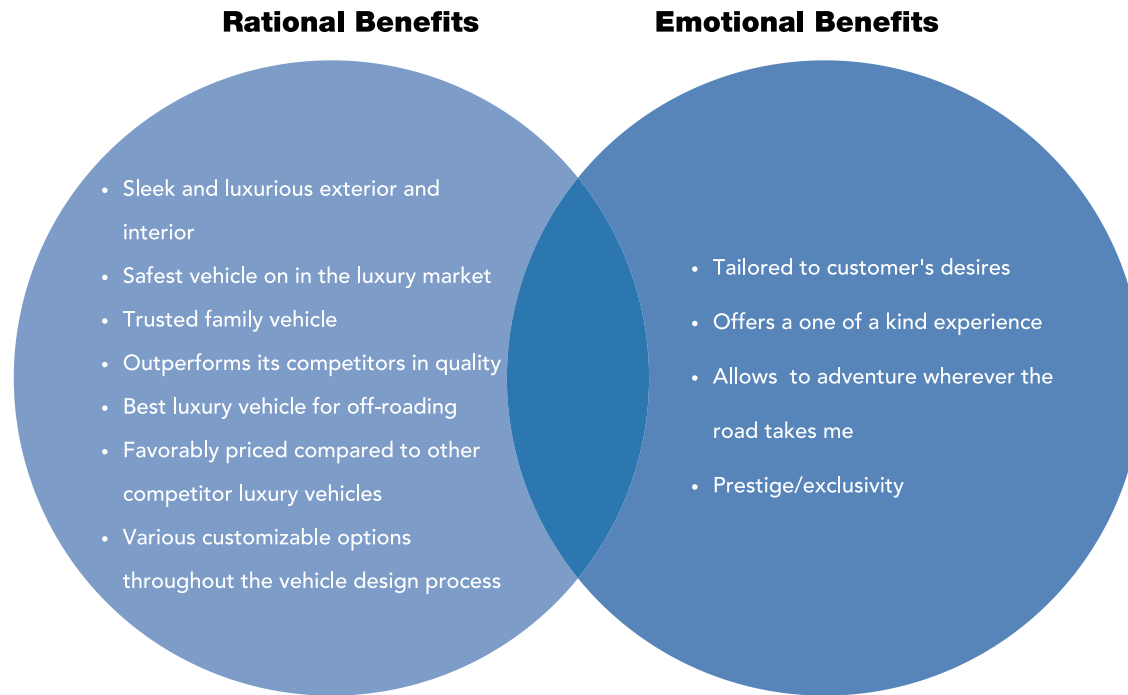 Rational Benefits
Emotional Benefits
• Sleek and luxurious exterior and
interior
• Safest vehicle on in the luxury market
• Trusted family vehicle
• Outperforms its competitors in quality
• Best luxury vehicle for off-roading
• Favorably priced compared to other
competitor luxury vehicles
• Various customizable options
throughout the vehicle design process
• Tailored to customer's desires
• Offers a one of a kind experience
• Allows  to adventure wherever the
road takes me
• Prestige/exclusivity